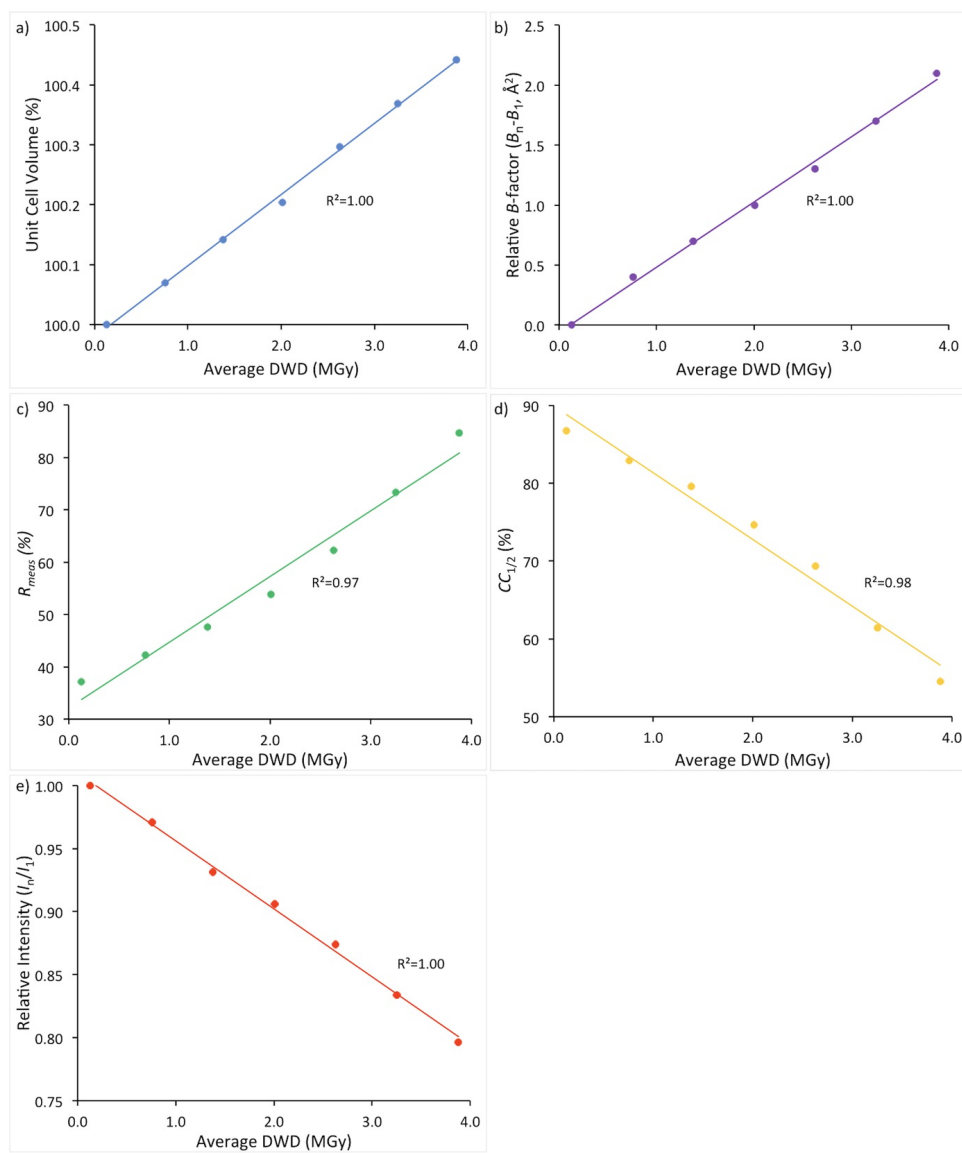 a)
100.5
100.4
100.3
100.2
100.1
100.0
Unit Cell Volume (%)
R²=1.00
0.0 1.0 2.0 3.0 4.0
Average DWD (MGy)
b)
2.5
2.0
1.5
1.0
0.5
0.0
Relative B-factor (Bn-B1, Å²)
R²=1.00
0.0 1.0 2.0 3.0 4.0
Average DWD (MGy)
c)
90
80
70
60
50
40
30
Rmeas (%)
R²=0.97
0.0 1.0 2.0 3.0 4.0
Average DWD (MGy)
d)
90
80
70
60
50
CC1/2 (%)
R²=0.98
0.0 1.0 2.0 3.0 4.0
Average DWD (MGy)
e)
1.00
0.95
0.90
0.85
0.80
0.75
Relative Intensity (In/I1)
R²=1.00
0.0 1.0 2.0 3.0 4.0
Average DWD (MGy)